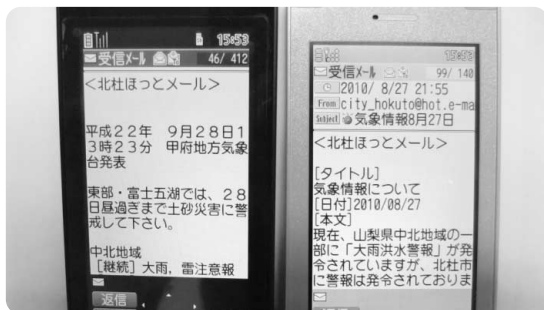 15:53
受信メール 46/ 412
<北杜ほっとメール>
平成22年 9月28日1
3時23分 甲府地方気象
台発表
東部・富士五湖では、28
日昼過ぎまで土砂災害に警
戒して下さい。
中北地域
[継続] 大雨, 雷注意報
返信
受信メール 99/ 140
2010/ 8/27 21:55
From city_hokuto@hot.e-ma
Subject 気象情報8月27日
<北杜ほっとメール>
[タイトル]
気象情報について
[日付]2010/08/27
[本文]
現在、山梨県中北地域の一
部に「大雨洪水警報」が発
令されていますが、北杜市
に警報は発令されておりま